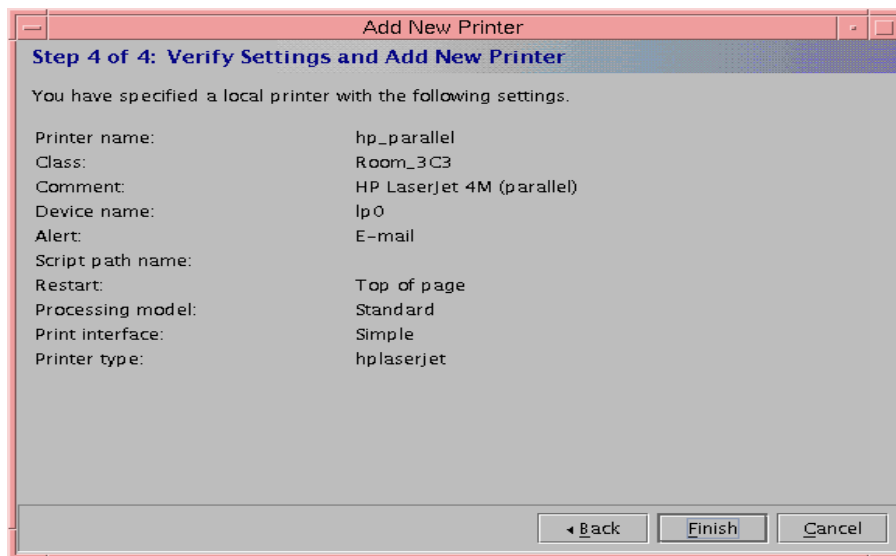 Add New Printer
Step 4 of 4: Verify Settings and Add New Printer
You have specified a local printer with the following settings.
Printer name: hp_parallel
Class: Room_3C3
Comment: HP LaserJet 4M (parallel)
Device name: lp0
Alert: E-mail
Script path name:
Restart: Top of page
Processing model: Standard
Print interface: Simple
Printer type: hplaserjet
Back Finish Cancel